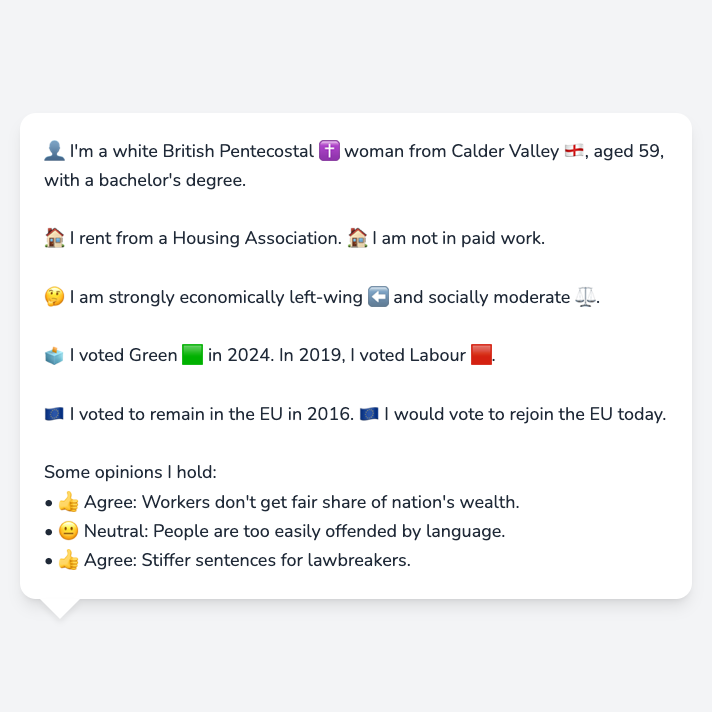 👤 I'm a white British Pentecostal ✝️ woman from Calder Valley 🏴󠁧󠁢󠁥󠁮󠁧󠁿, aged 59,
with a bachelor's degree.
🏠 I rent from a Housing Association. 🏠 I am not in paid work.
🤔 I am strongly economically left-wing ⬅️ and socially moderate ⚖️.
🗳️ I voted Green 🟩 in 2024. In 2019, I voted Labour 🟥.
🇪🇺 I voted to remain in the EU in 2016. 🇪🇺 I would vote to rejoin the EU today.
Some opinions I hold:
• 👍 Agree: Workers don't get fair share of nation's wealth.
• 😐 Neutral: People are too easily offended by language.
• 👍 Agree: Stiffer sentences for lawbreakers.